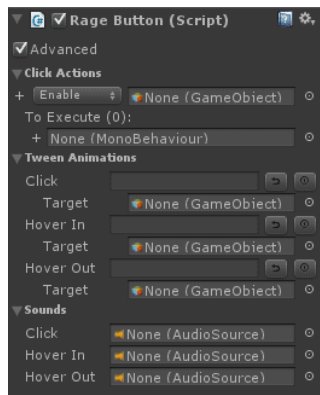 Rage Button (Script)
Advanced
Click Actions
+ Enable None (GameObject)
To Execute (0):
+ None (MonoBehaviour)
Tween Animations
Click
Target None (GameObject)
Hover In
Target None (GameObject)
Hover Out
Target None (GameObject)
Sounds
Click None (AudioSource)
Hover In None (AudioSource)
Hover Out None (AudioSource)